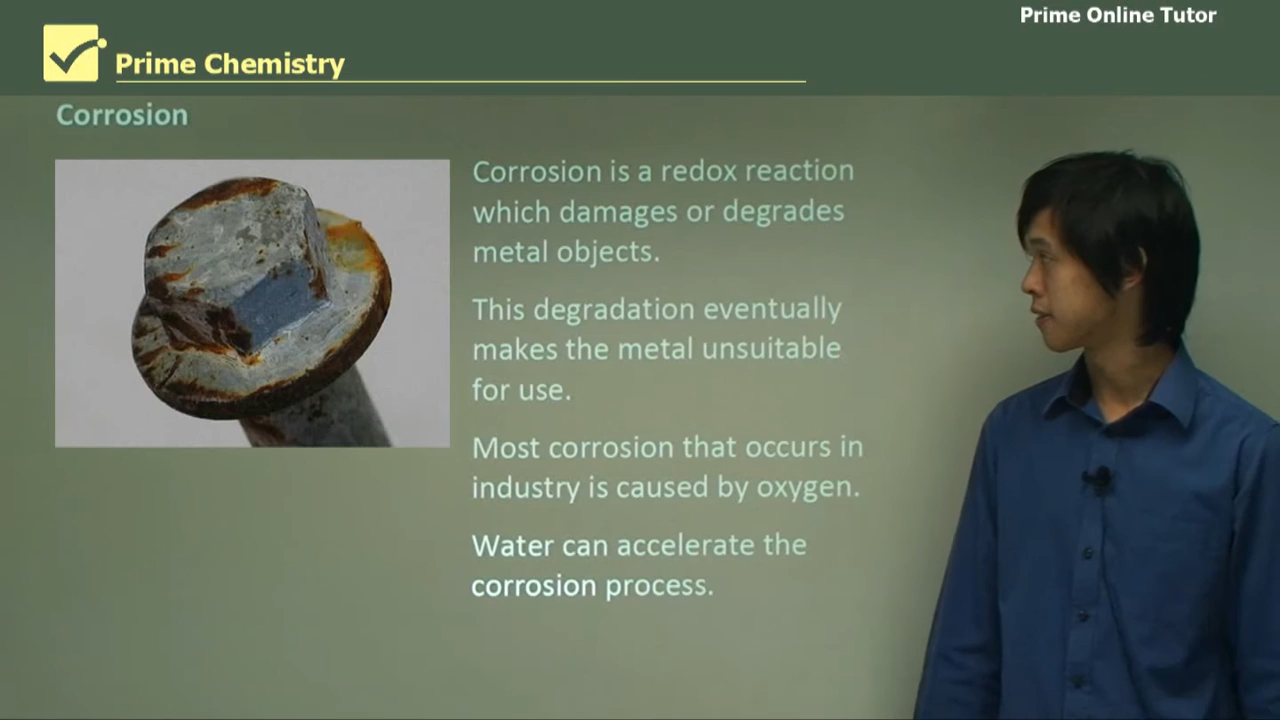 Prime Online Tutor
Prime Chemistry
Corrosion
Corrosion is a redox reaction
which damages or degrades
metal objects.
This degradation eventually
makes the metal unsuitable
for use.
Most corrosion that occurs in
industry is caused by oxygen.
Water can accelerate the
corrosion process.